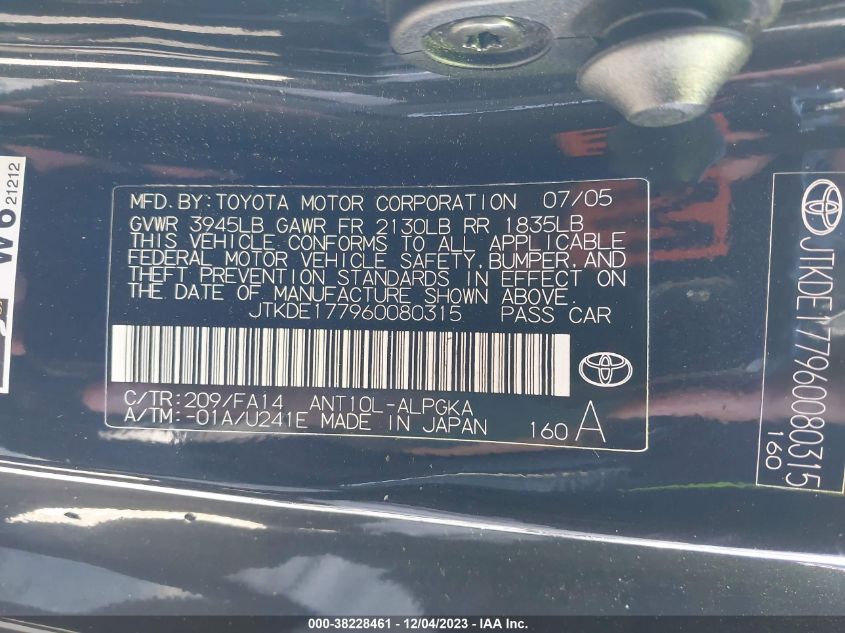 MFD. BY: TOYOTA MOTOR CORPORATION 07/05
GVWR 3945LB GAWR FR 2130LB RR 1835LB
THIS VEHICLE CONFORMS TO ALL APPLICABLE
FEDERAL MOTOR VEHICLE SAFETY, BUMPER, AND
THEFT PREVENTION STANDARDS IN EFFECT ON
THE DATE OF MANUFACTURE SHOWN ABOVE.
JTKDE177960080315 PASS CAR
C/TR: 209/FA14 ANT10L-ALPGKA
A/TM: -01A/U241E MADE IN JAPAN 160 A
W6
21212
JTKDE177960080315
160
000-38228461 - 12/04/2023 - IAA Inc.